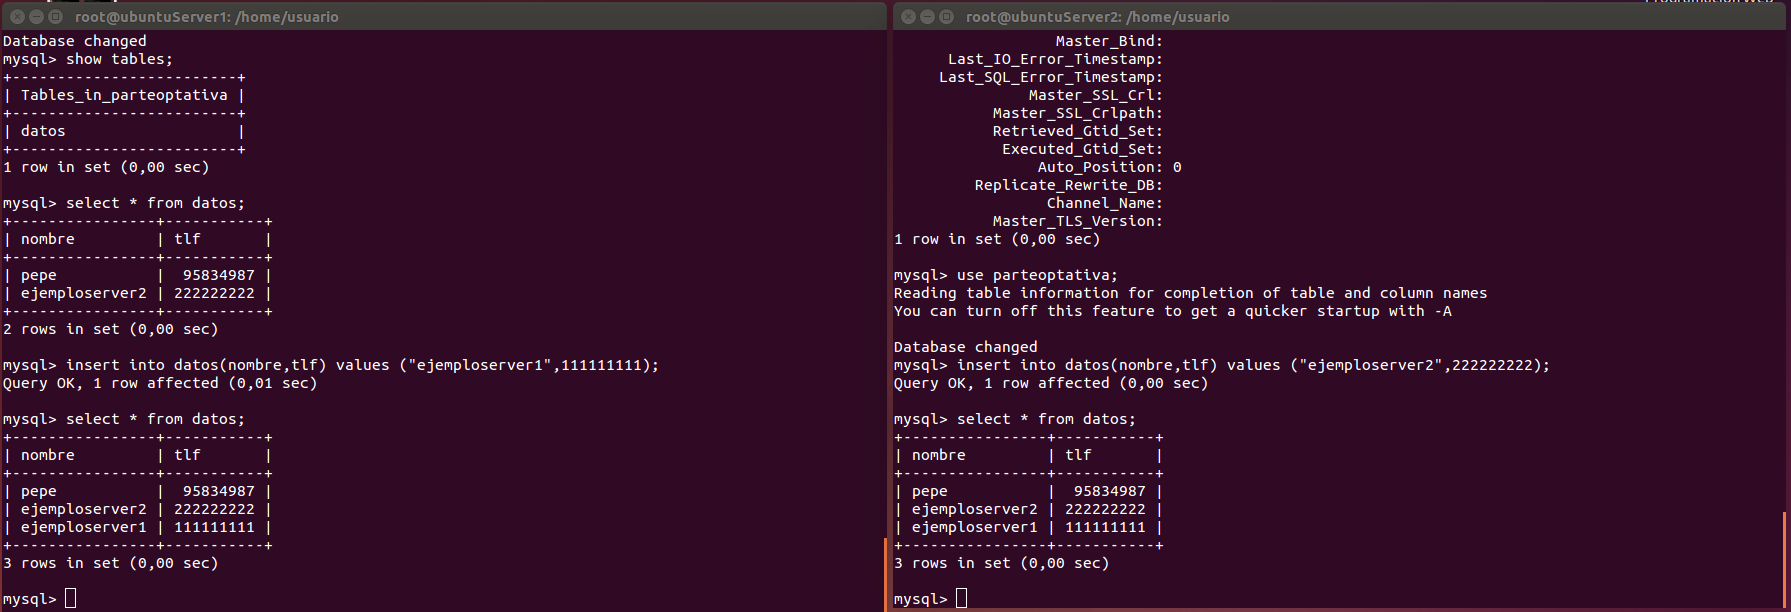 root@ubuntuServer1: /home/usuario
Database changed
mysql> show tables;
+-------------------------+
| Tables_in_parteoptativa |
+-------------------------+
| datos                   |
+-------------------------+
1 row in set (0,00 sec)
mysql> select * from datos;
+----------------+-----------+
| nombre         | tlf       |
+----------------+-----------+
| pepe           |  95834987 |
| ejemploserver2 | 222222222 |
+----------------+-----------+
2 rows in set (0,00 sec)
mysql> insert into datos(nombre,tlf) values ("ejemploserver1",111111111);
Query OK, 1 row affected (0,01 sec)
mysql> select * from datos;
+----------------+-----------+
| nombre         | tlf       |
+----------------+-----------+
| pepe           |  95834987 |
| ejemploserver2 | 222222222 |
| ejemploserver1 | 111111111 |
+----------------+-----------+
3 rows in set (0,00 sec)
mysql>
root@ubuntuServer2: /home/usuario
Master_Bind:
Last_IO_Error_Timestamp:
Last_SQL_Error_Timestamp:
Master_SSL_Crl:
Master_SSL_Crlpath:
Retrieved_Gtid_Set:
Executed_Gtid_Set:
Auto_Position: 0
Replicate_Rewrite_DB:
Channel_Name:
Master_TLS_Version:
1 row in set (0,00 sec)
mysql> use parteoptativa;
Reading table information for completion of table and column names
You can turn off this feature to get a quicker startup with -A
Database changed
mysql> insert into datos(nombre,tlf) values ("ejemploserver2",222222222);
Query OK, 1 row affected (0,00 sec)
mysql> select * from datos;
+----------------+-----------+
| nombre         | tlf       |
+----------------+-----------+
| pepe           |  95834987 |
| ejemploserver2 | 222222222 |
| ejemploserver1 | 111111111 |
+----------------+-----------+
3 rows in set (0,00 sec)
mysql>